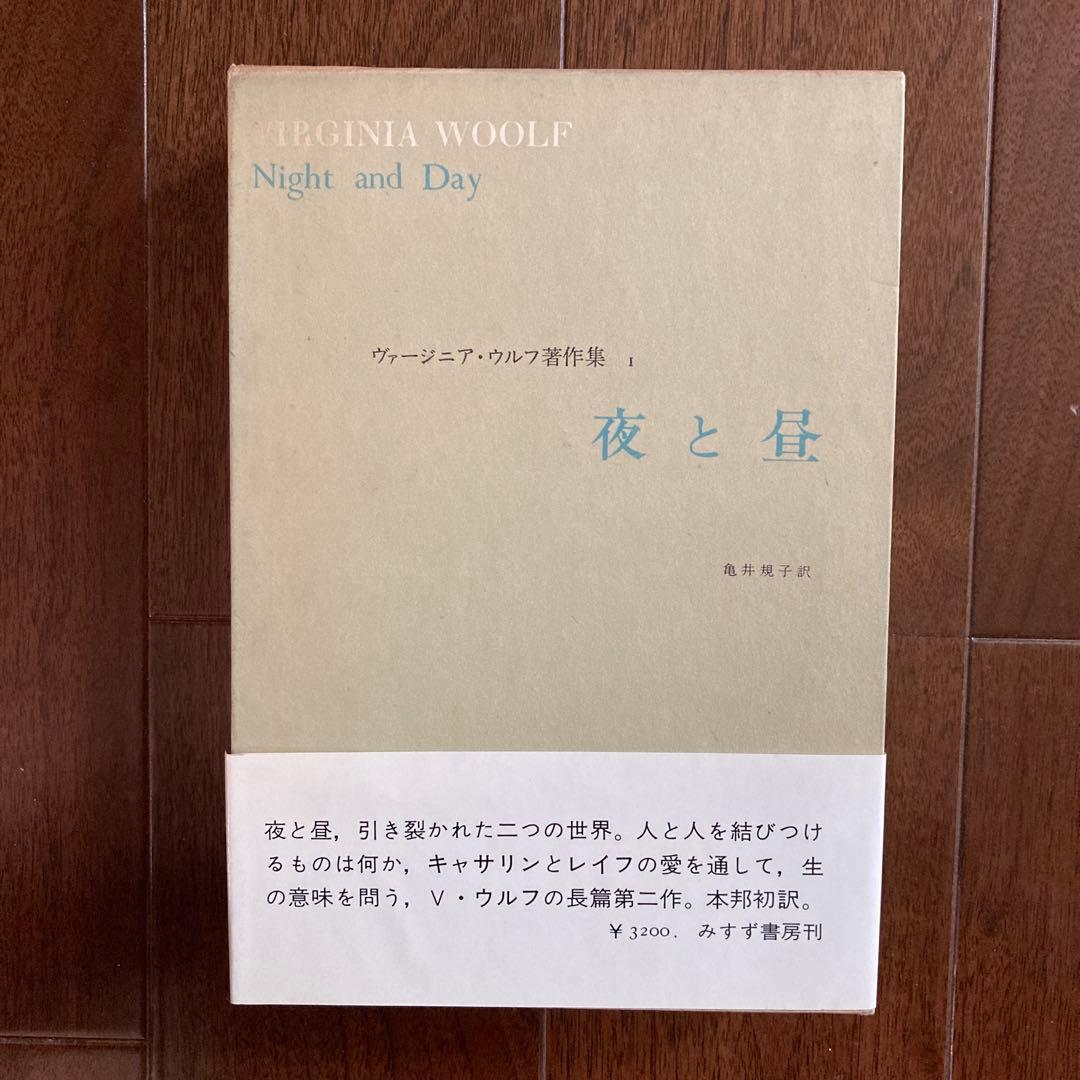 VIRGINIA WOOLF
Night and Day
ヴァージニア・ウルフ著作集 I
夜と昼
亀井規子訳
夜と昼，引き裂かれた二つの世界。人と人を結びつけ
るものは何か，キャサリンとレイフの愛を通して，生
の意味を問う，V・ウルフの長篇第二作。本邦初訳。
￥3200. みすず書房刊